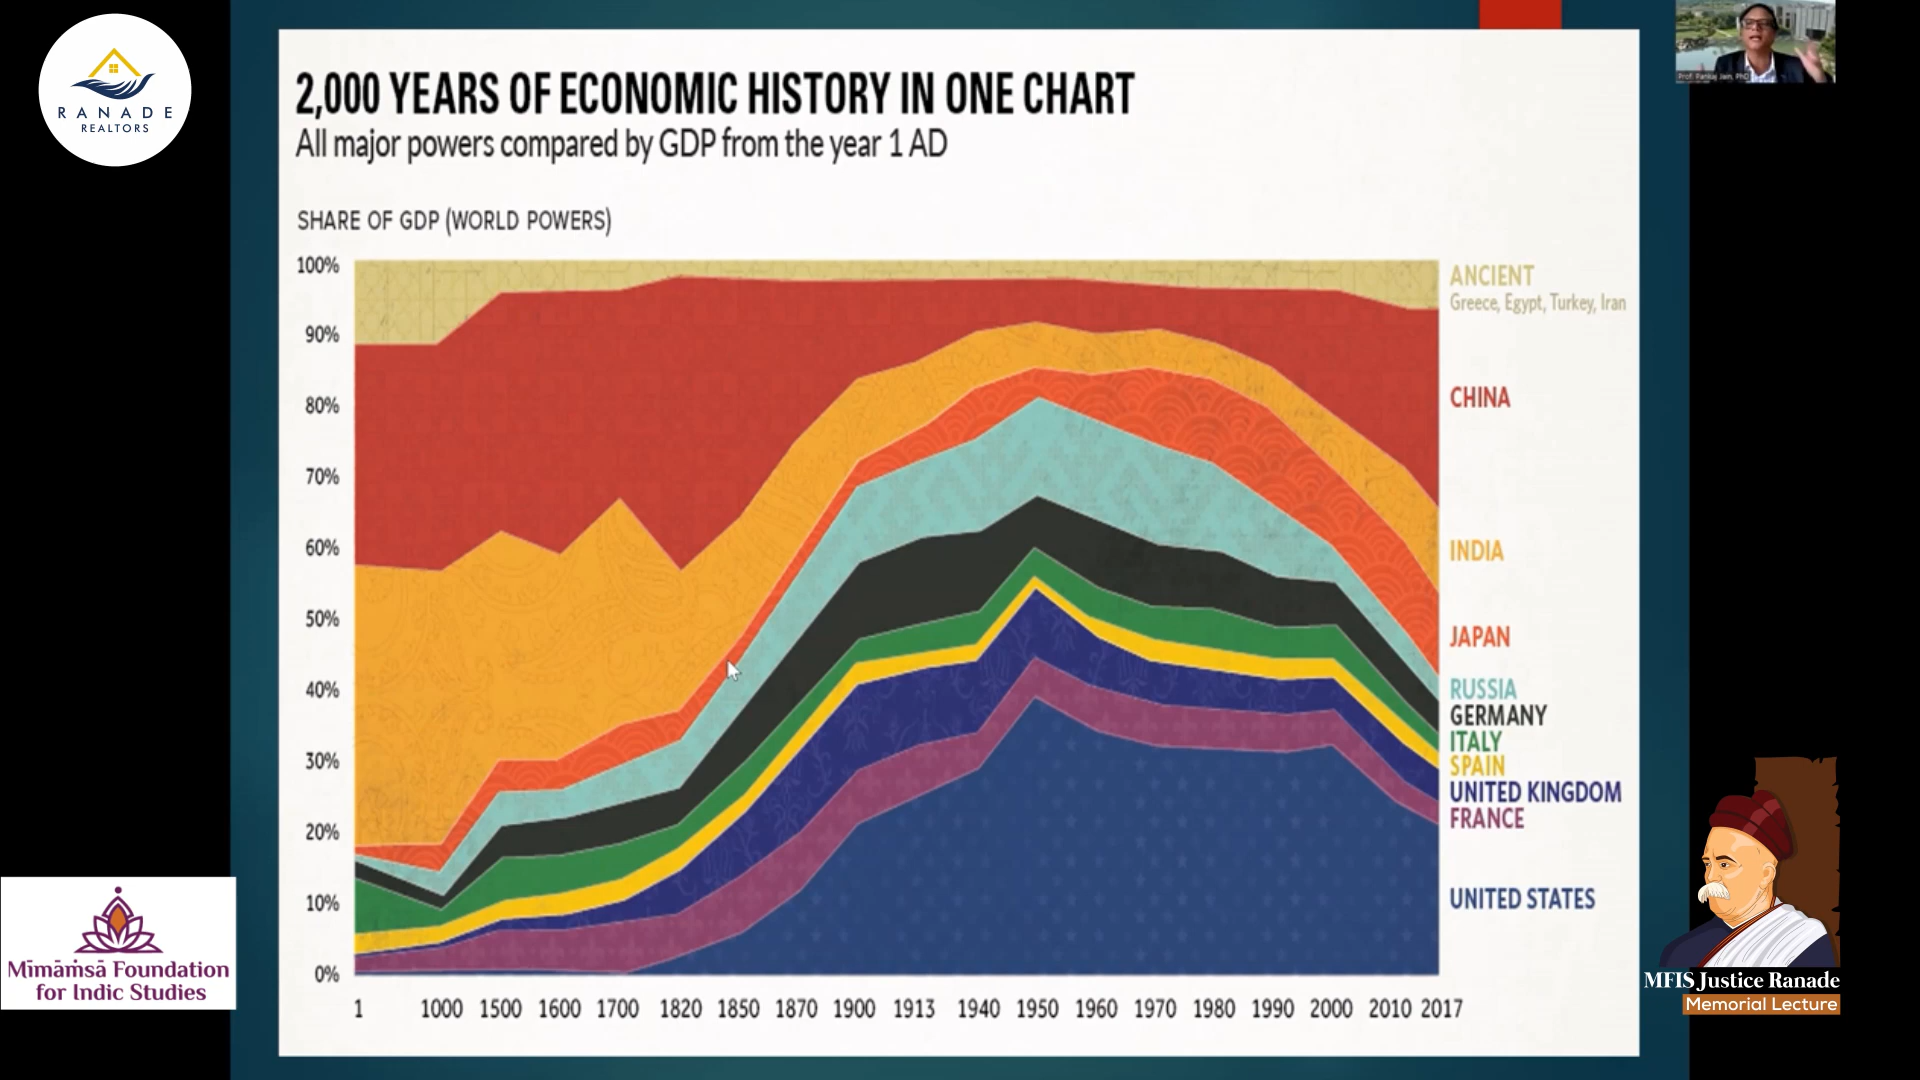 RANADE
REALTORS
Prof. Pankaj Jain, PhD
2,000 YEARS OF ECONOMIC HISTORY IN ONE CHART
All major powers compared by GDP from the year 1 AD
SHARE OF GDP (WORLD POWERS)
100%
90%
80%
70%
60%
50%
40%
30%
20%
10%
0%
ANCIENT
Greece, Egypt, Turkey, Iran
CHINA
INDIA
JAPAN
RUSSIA
GERMANY
ITALY
SPAIN
UNITED KINGDOM
FRANCE
UNITED STATES
1 1000 1500 1600 1700 1820 1850 1870 1900 1913 1940 1950 1960 1970 1980 1990 2000 2010 2017
Mīmāṁsā Foundation
for Indic Studies
MFIS Justice Ranade
Memorial Lecture